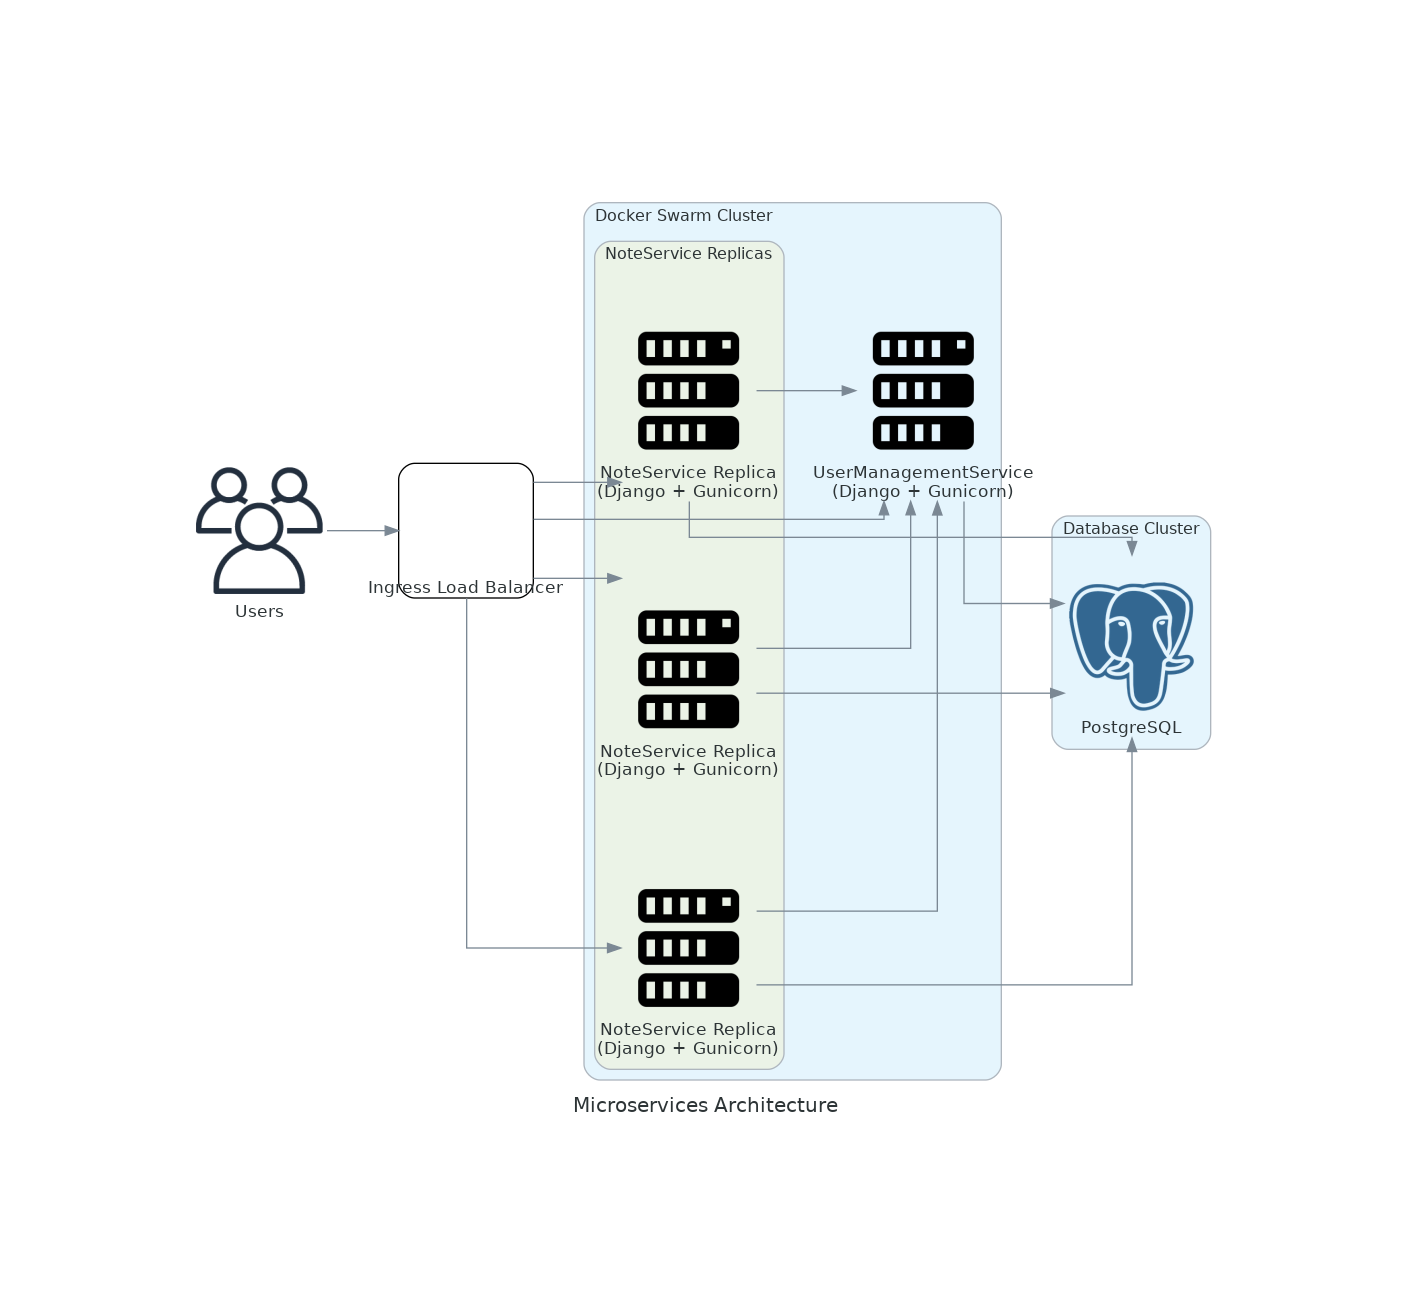 Docker Swarm Cluster
NoteService Replicas
NoteService Replica
(Django + Gunicorn)
UserManagementService
(Django + Gunicorn)
Database Cluster
Ingress Load Balancer
Users
PostgreSQL
NoteService Replica
(Django + Gunicorn)
NoteService Replica
(Django + Gunicorn)
Microservices Architecture